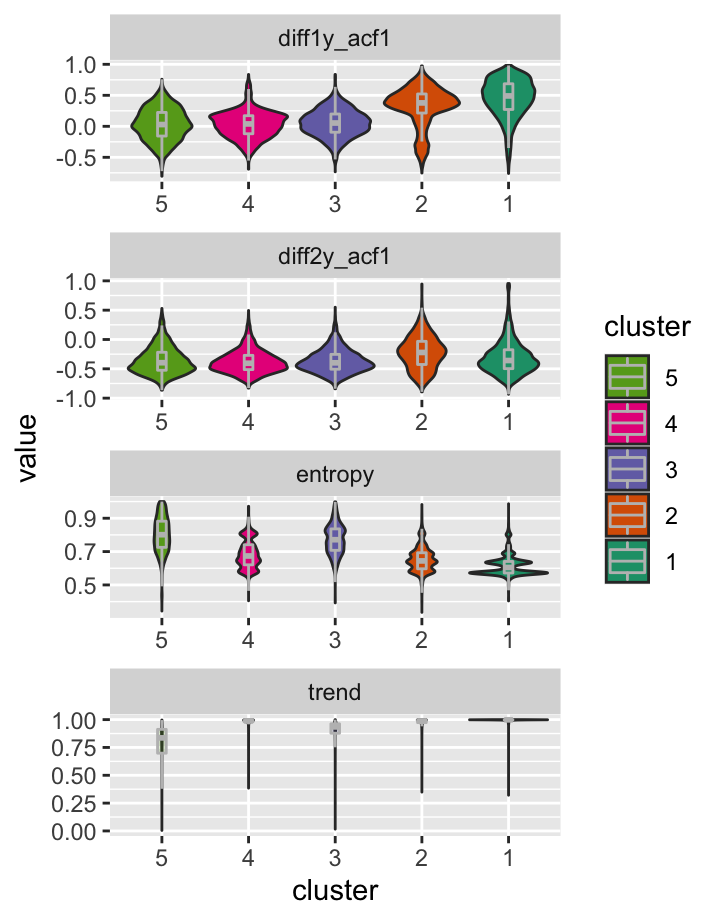 diff1y_acf1
1.0
0.5
0.0
-0.5
5 4 3 2 1
diff2y_acf1
1.0
0.5
0.0
-0.5
-1.0
5 4 3 2 1
entropy
0.9
0.7
0.5
5 4 3 2 1
trend
1.00
0.75
0.50
0.25
0.00
5 4 3 2 1
cluster
value
cluster
5
4
3
2
1